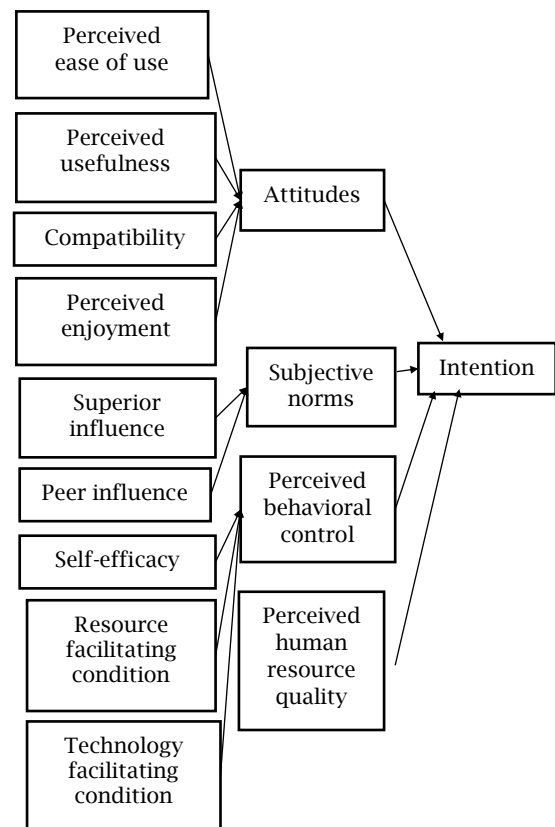 Perceived
ease of use
Perceived
usefulness
Compatibility
Perceived
enjoyment
Superior
influence
Peer influence
Self-efficacy
Resource
facilitating
condition
Technology
facilitating
condition
Attitudes
Subjective
norms
Perceived
behavioral
control
Perceived
human
resource
quality
Intention